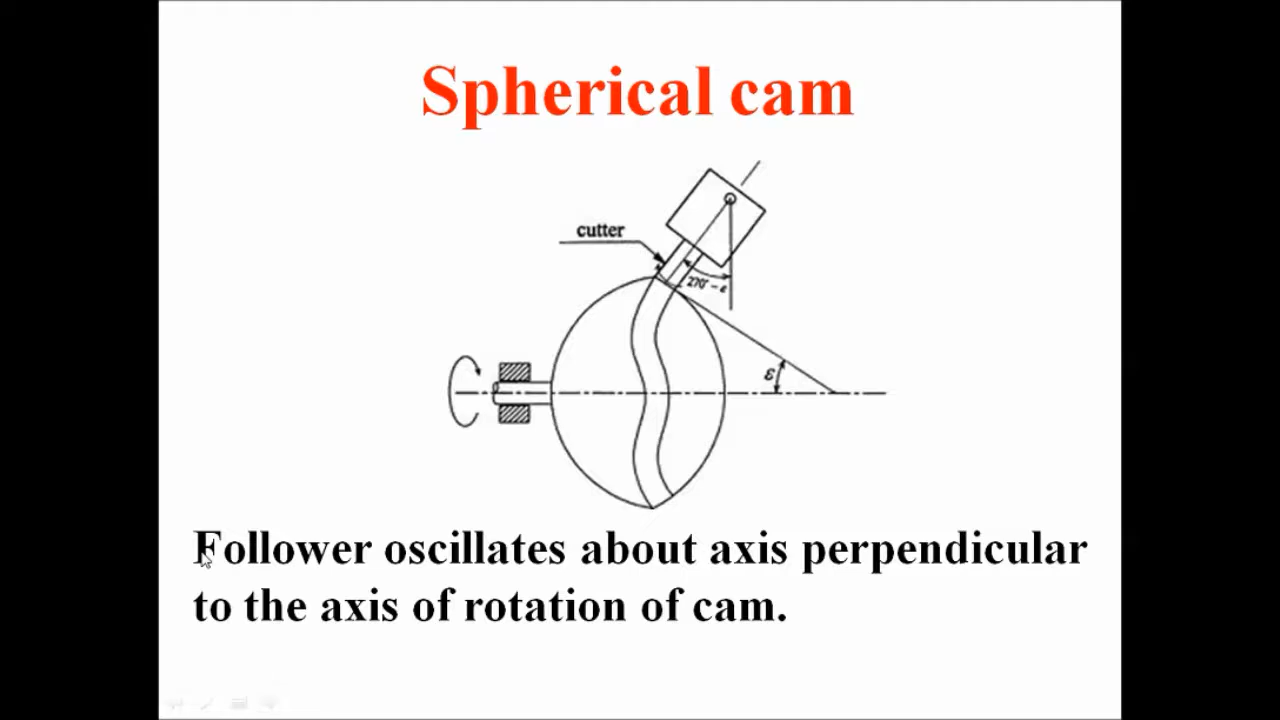 Spherical cam
cutter
270° - ε
ε
Follower oscillates about axis perpendicular
to the axis of rotation of cam.